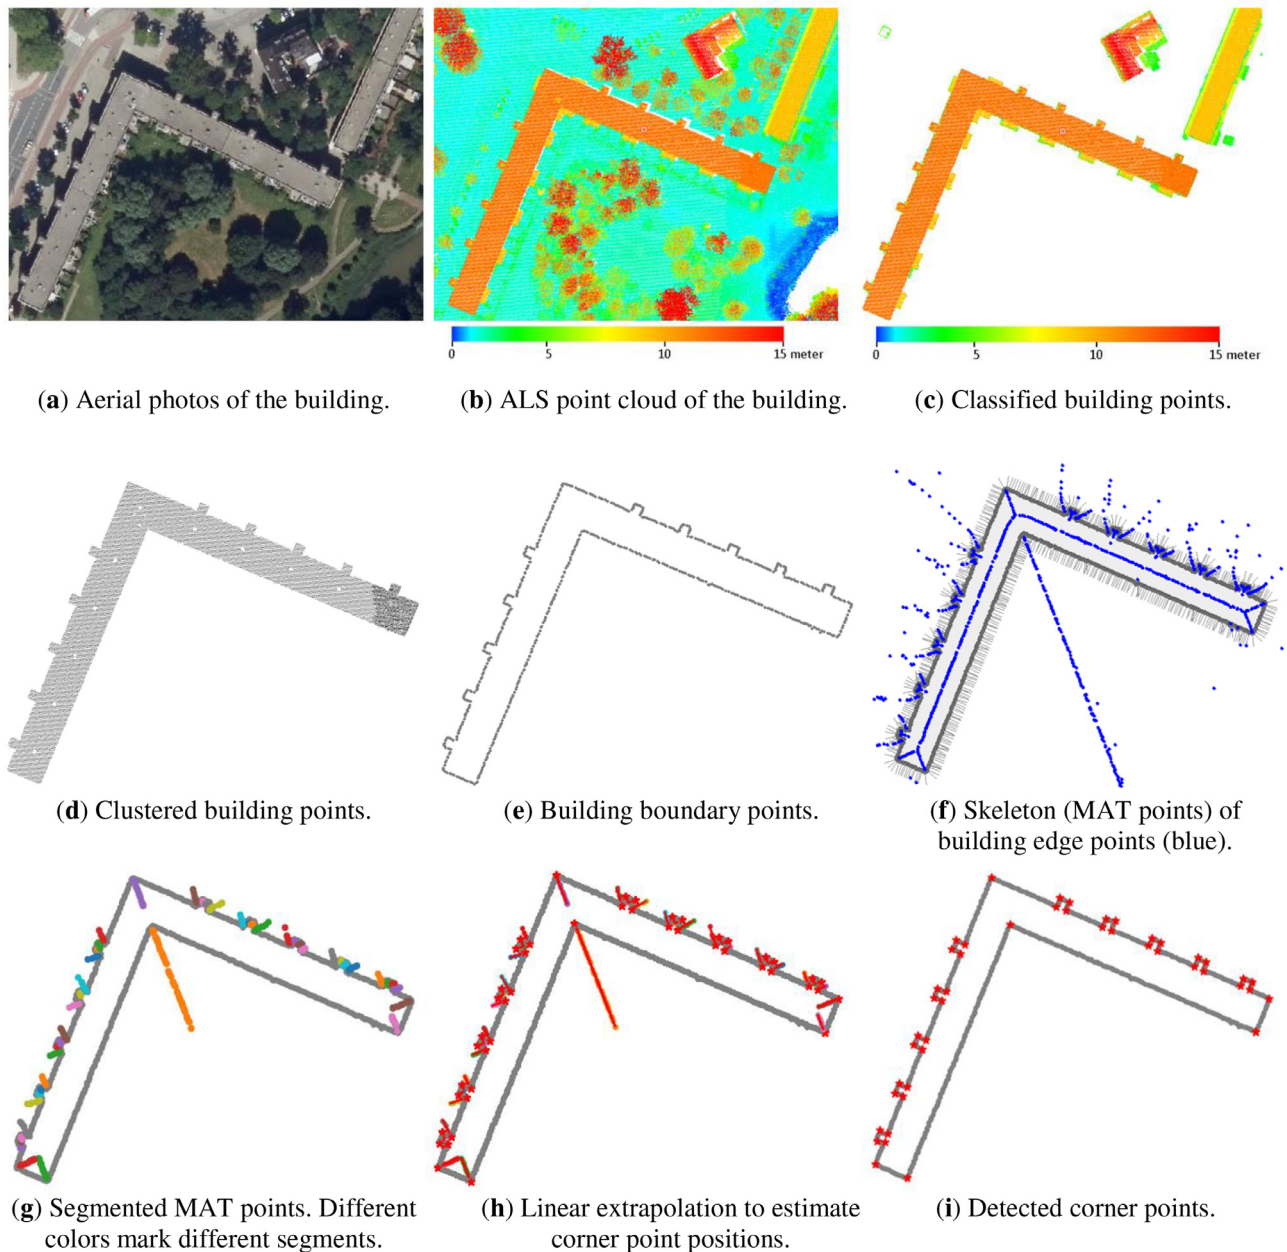 0 5 10 15 meter
0 5 10 15 meter
(a) Aerial photos of the building.
(b) ALS point cloud of the building.
(c) Classified building points.
(d) Clustered building points.
(e) Building boundary points.
(f) Skeleton (MAT points) of
building edge points (blue).
(g) Segmented MAT points. Different
colors mark different segments.
(h) Linear extrapolation to estimate
corner point positions.
(i) Detected corner points.